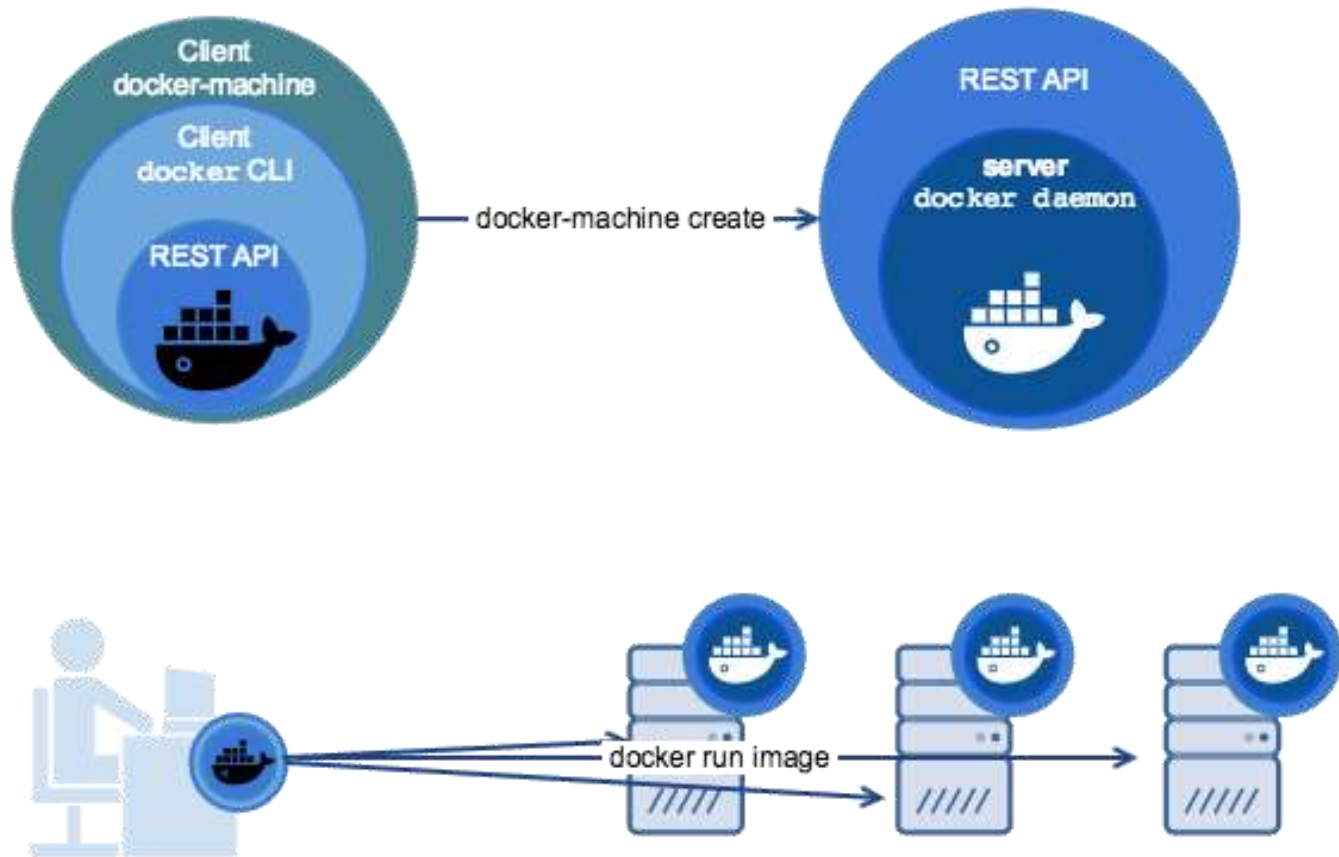 Client
docker-machine
Client
docker CLI
REST API
docker-machine create
REST API
server
docker daemon
docker run image